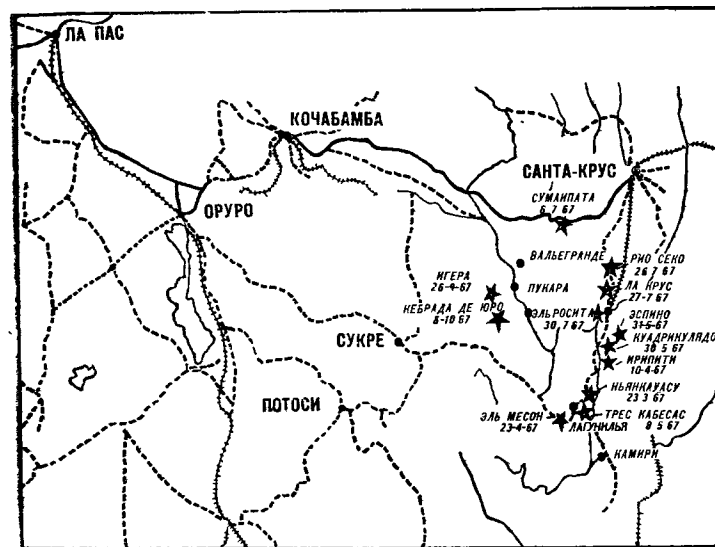 ЛА ПАС
КОЧАБАМБА
САНТА-КРУС
СУМАИПАТА
6 7 67
ОРУРО
ВАЛЬЕГРАНДЕ
РИО СЕКО
26 7 67
ИГЕРА
26-9-67
ПУКАРА
ЛА КРУС
27-7-67
КЕБРАДА ДЕ ЮРО
8-10 67
ЭЛЬ РОСИТА
30 7 67
ЭСПИНО
31-5-67
СУКРЕ
КУАДРИКУЛЯДО
30 5 67
ИРИПИТИ
10-4-67
ПОТОСИ
НЬЯНКАУАСУ
23 3 67
ЭЛЬ МЕСОН
23-4-67
ЛАГУНИЛЬЯ
ТРЕС КАБЕСАС
8 5 67
КАМИРИ